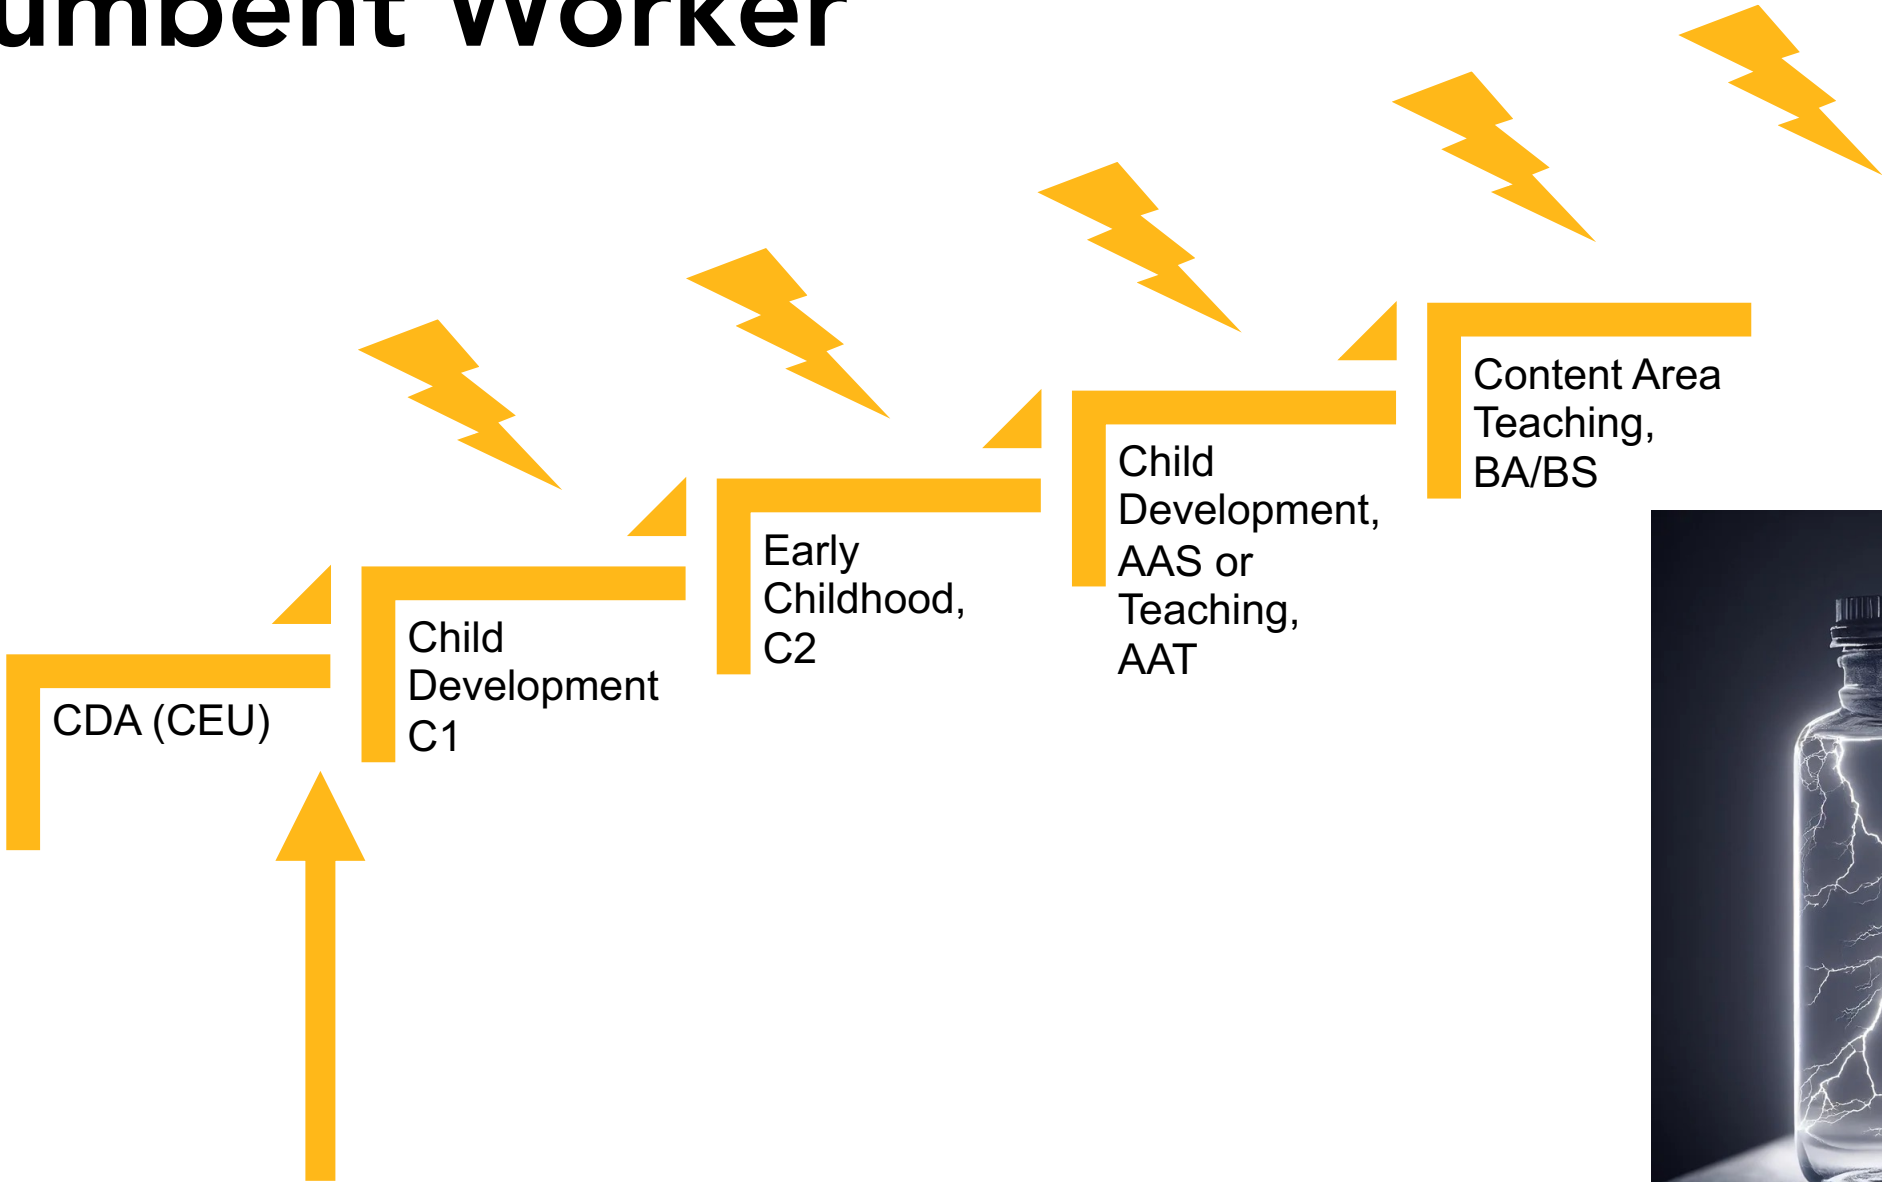 umbent Worker
CDA (CEU)
Child
Development
C1
Early
Childhood,
C2
Child
Development,
AAS or
Teaching,
AAT
Content Area
Teaching,
BA/BS